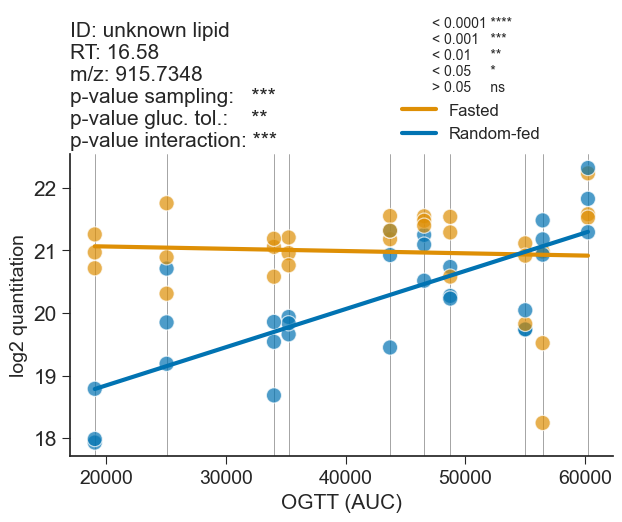 ID: unknown lipid
RT: 16.58
m/z: 915.7348
p-value sampling: ***
p-value gluc. tol.: **
p-value interaction: ***
< 0.0001 ****
< 0.001 ***
< 0.01 **
< 0.05 *
> 0.05 ns
Fasted
Random-fed
log2 quantitation
22
21
20
19
18
20000 30000 40000 50000 60000
OGTT (AUC)